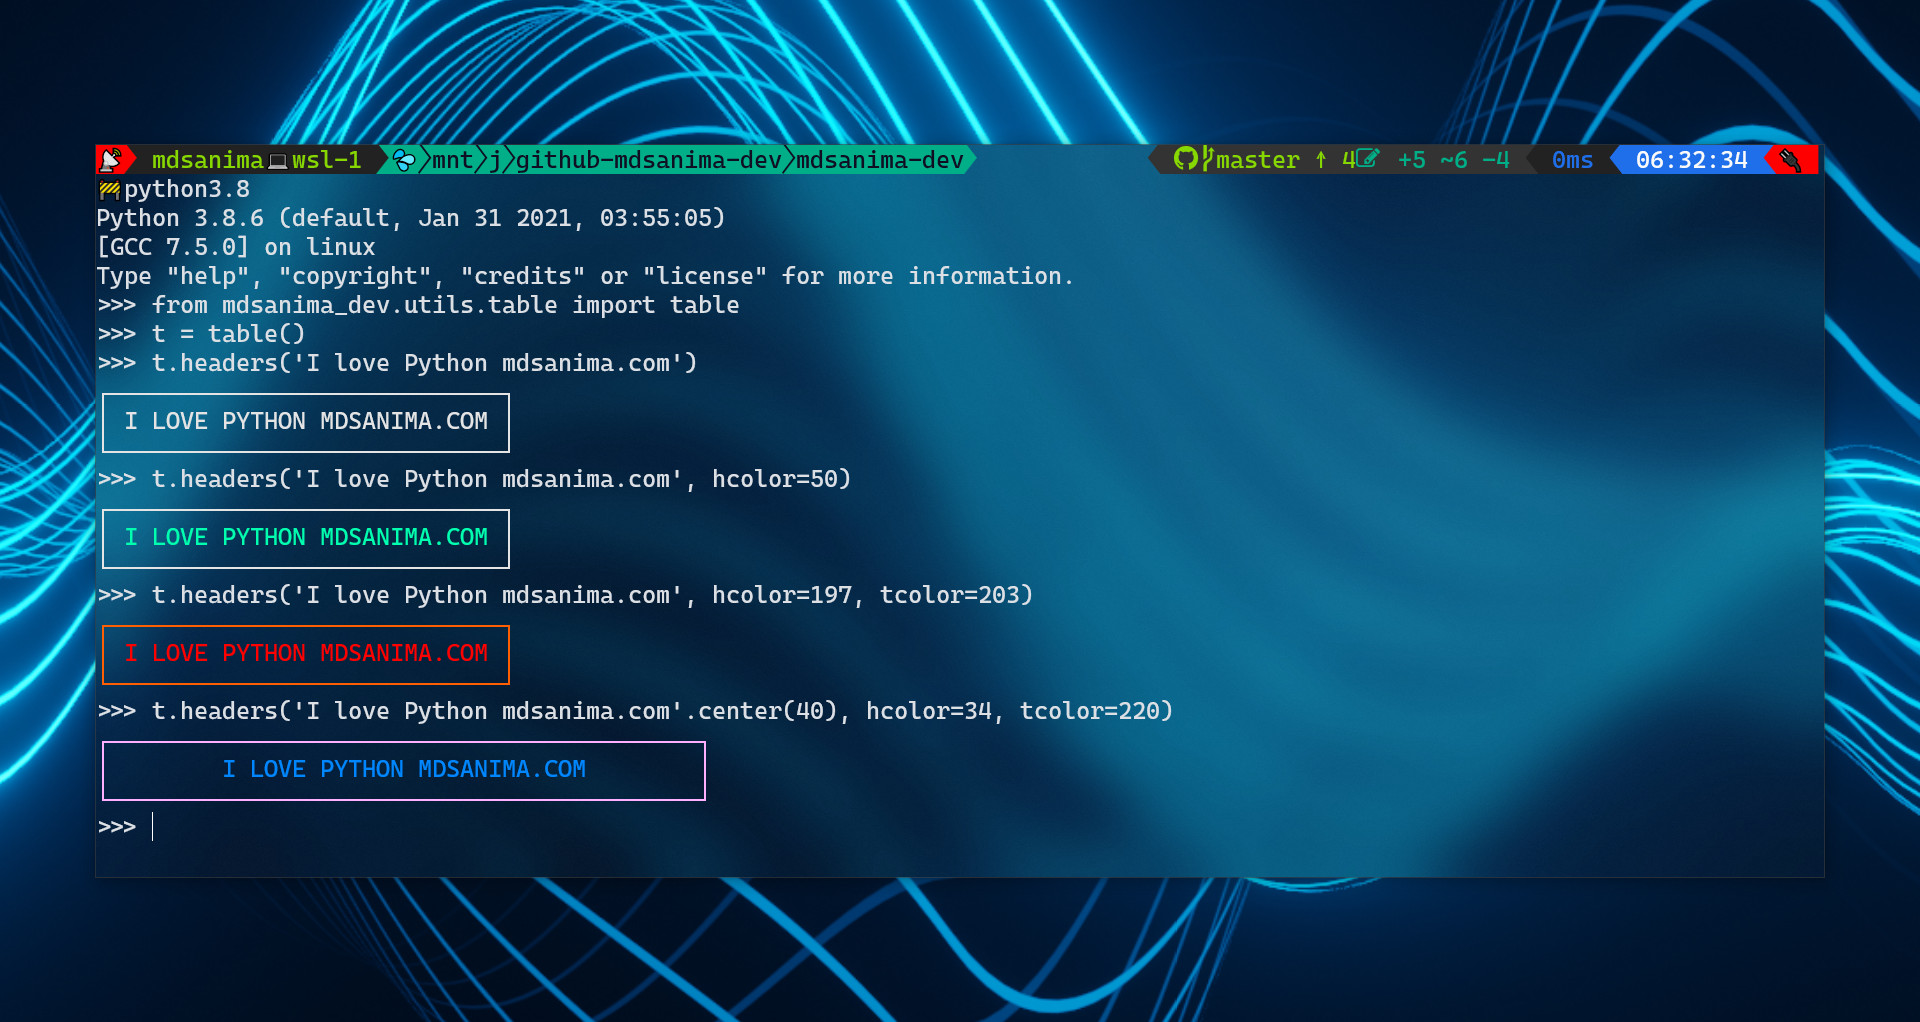 mdsanima wsl-1 mnt j github-mdsanima-dev mdsanima-dev master ↑ 4 +5 ~6 -4 0ms 06:32:34
python3.8
Python 3.8.6 (default, Jan 31 2021, 03:55:05)
[GCC 7.5.0] on linux
Type "help", "copyright", "credits" or "license" for more information.
>>> from mdsanima_dev.utils.table import table
>>> t = table()
>>> t.headers('I love Python mdsanima.com')
I LOVE PYTHON MDSANIMA.COM
>>> t.headers('I love Python mdsanima.com', hcolor=50)
I LOVE PYTHON MDSANIMA.COM
>>> t.headers('I love Python mdsanima.com', hcolor=197, tcolor=203)
I LOVE PYTHON MDSANIMA.COM
>>> t.headers('I love Python mdsanima.com'.center(40), hcolor=34, tcolor=220)
I LOVE PYTHON MDSANIMA.COM
>>>